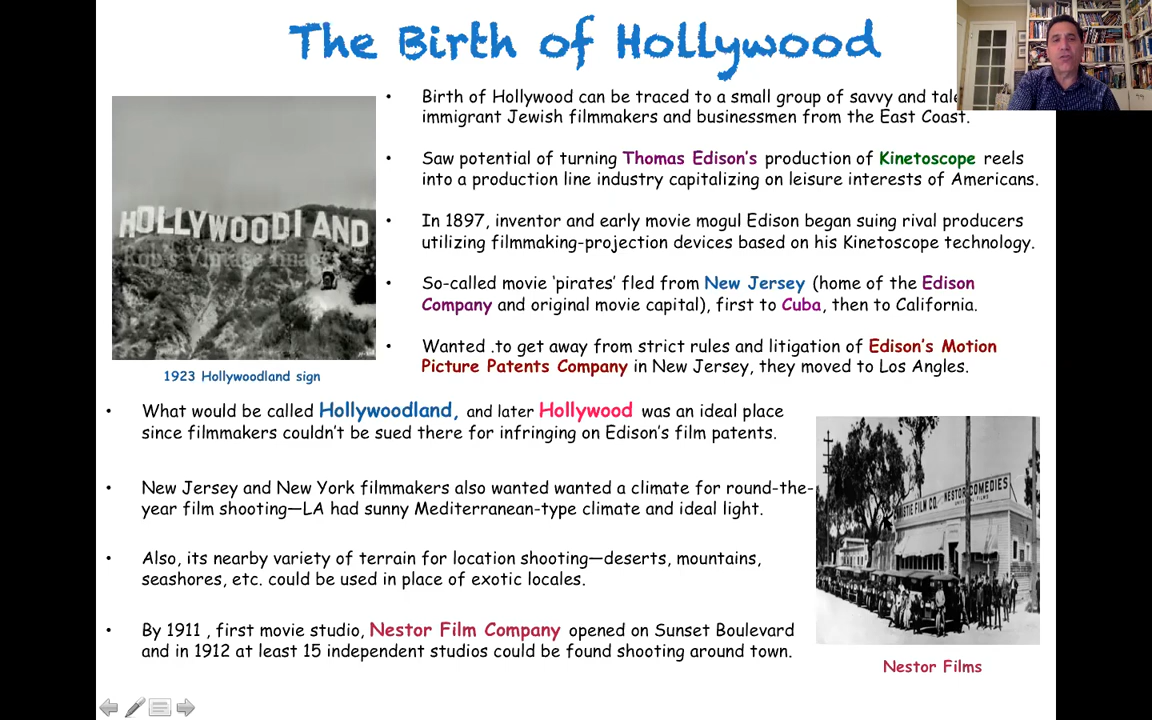 The Birth of Hollywood
• Birth of Hollywood can be traced to a small group of savvy and
immigrant Jewish filmmakers and businessmen from the East Coast.
• Saw potential of turning Thomas Edison's production of Kinetoscope reels
into a production line industry capitalizing on leisure interests of Americans.
• In 1897, inventor and early movie mogul Edison began suing rival producers
utilizing filmmaking-projection devices based on his Kinetoscope technology.
• So-called movie 'pirates' fled from New Jersey (home of the Edison
Company and original movie capital), first to Cuba, then to California.
• Wanted .to get away from strict rules and litigation of Edison's Motion
Picture Patents Company in New Jersey, they moved to Los Angles.
HOLLYWOODLAND
Rob's Vintage Images
1923 Hollywoodland sign
• What would be called Hollywoodland, and later Hollywood was an ideal place
since filmmakers couldn't be sued there for infringing on Edison's film patents.
• New Jersey and New York filmmakers also wanted wanted a climate for round-the-
year film shooting—LA had sunny Mediterranean-type climate and ideal light.
• Also, its nearby variety of terrain for location shooting—deserts, mountains,
seashores, etc. could be used in place of exotic locales.
• By 1911 , first movie studio, Nestor Film Company opened on Sunset Boulevard
and in 1912 at least 15 independent studios could be found shooting around town.
FILM CO. NESTOR COMEDIES
Nestor Films